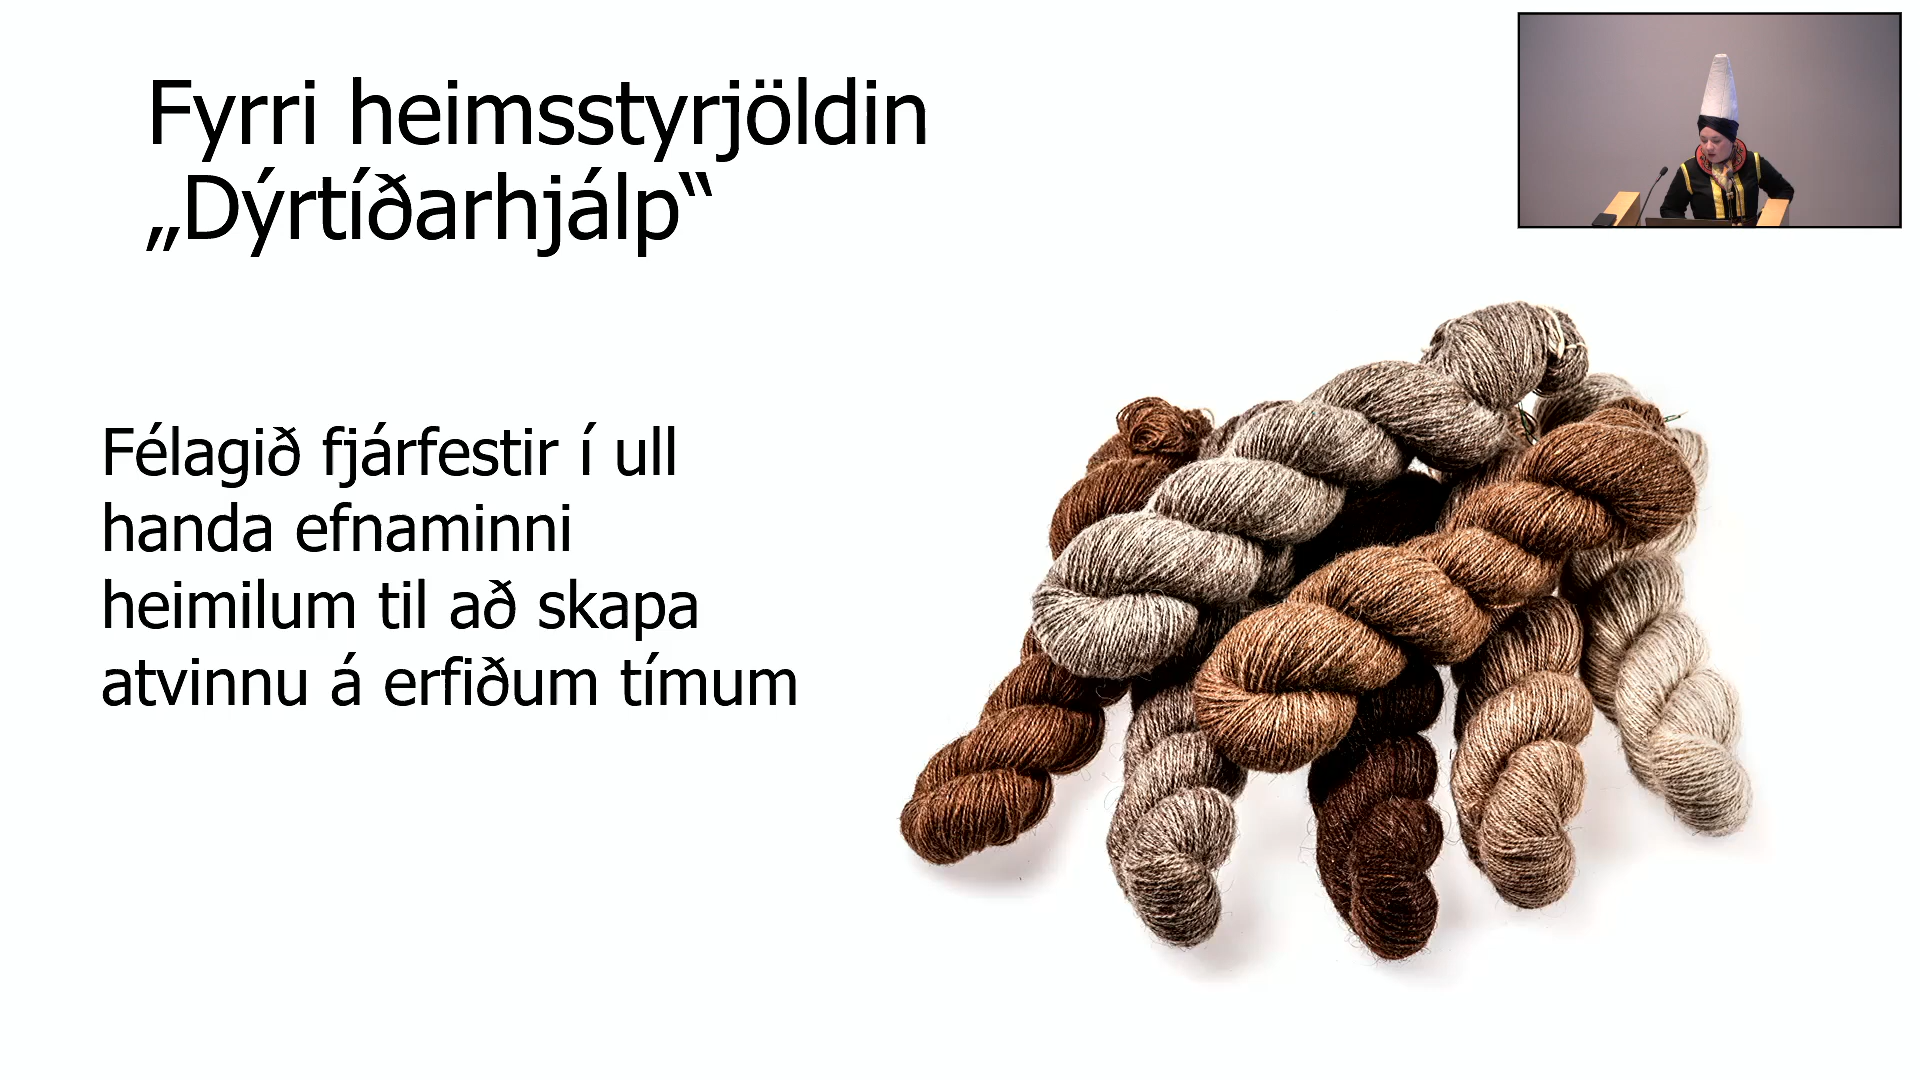 Fyrri heimsstyrjöldin
„Dýrtíðarhjálp“
Félagið fjárfestir í ull
handa efnaminni
heimilum til að skapa
atvinnu á erfiðum tímum